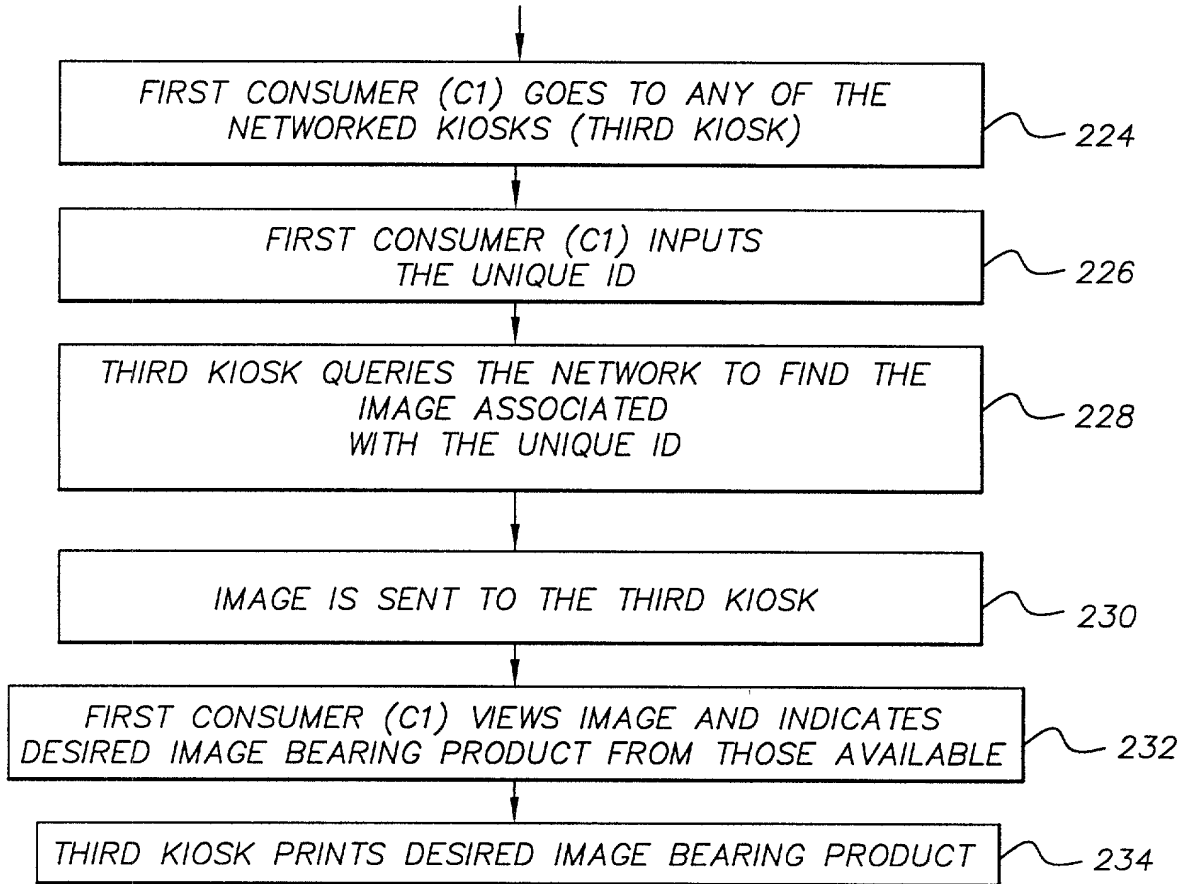 FIRST CONSUMER (C1) GOES TO ANY OF THE
NETWORKED KIOSKS (THIRD KIOSK)
224
FIRST CONSUMER (C1) INPUTS
THE UNIQUE ID
226
THIRD KIOSK QUERIES THE NETWORK TO FIND THE
IMAGE ASSOCIATED
WITH THE UNIQUE ID
228
IMAGE IS SENT TO THE THIRD KIOSK
230
FIRST CONSUMER (C1) VIEWS IMAGE AND INDICATES
DESIRED IMAGE BEARING PRODUCT FROM THOSE AVAILABLE
232
THIRD KIOSK PRINTS DESIRED IMAGE BEARING PRODUCT
234